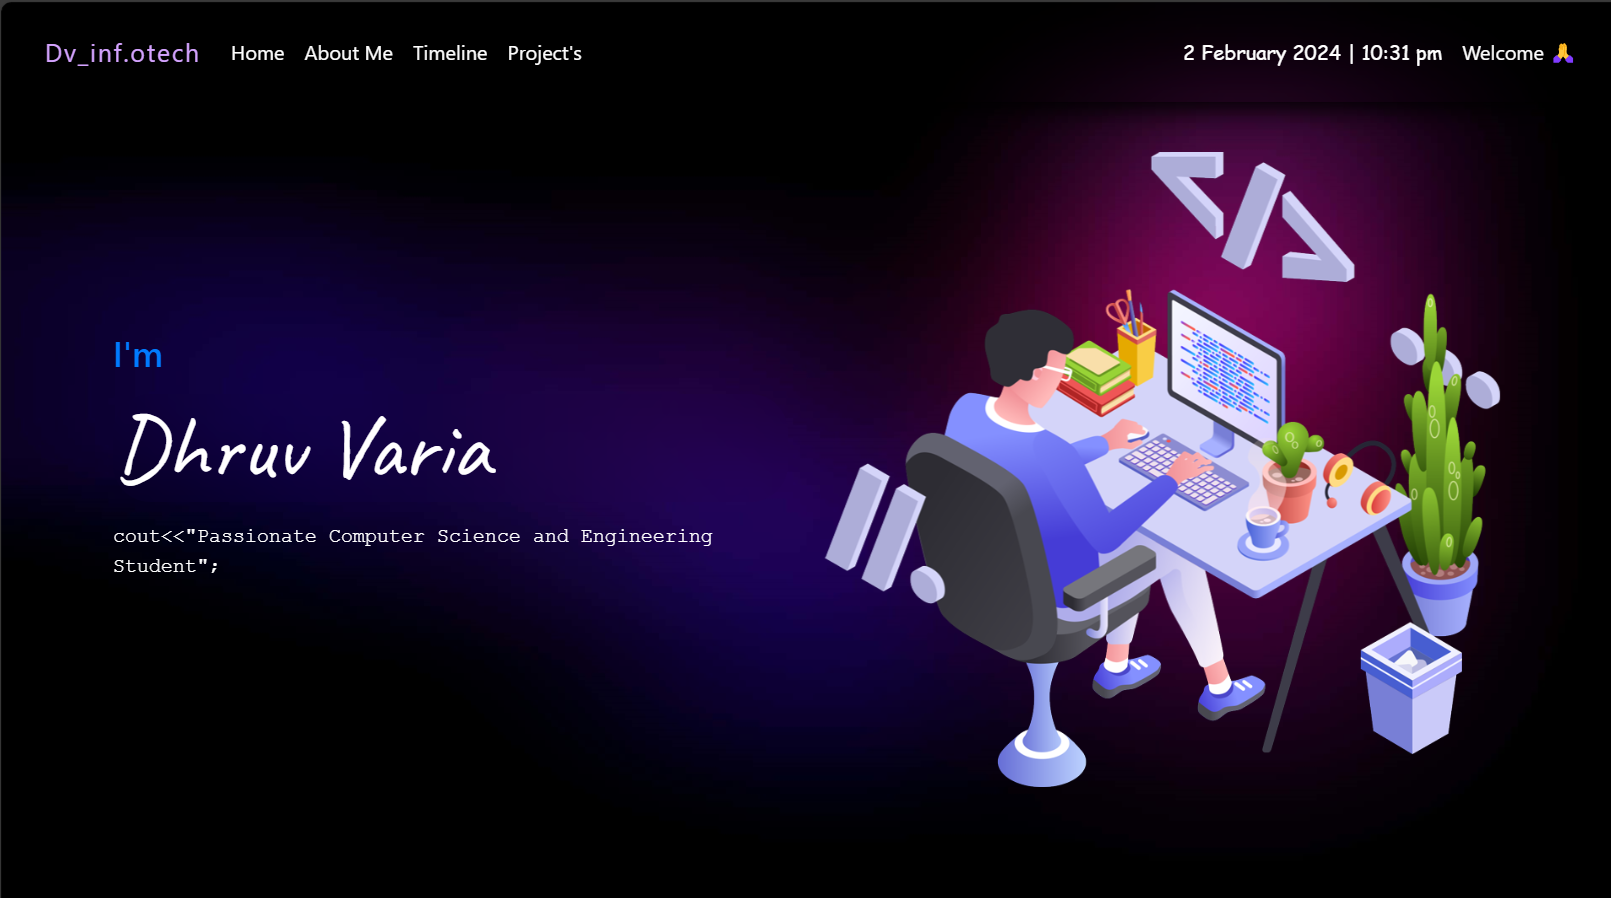 Dv_inf.otech Home About Me Timeline Project's 2 February 2024 | 10:31 pm Welcome 🙏
</>
I'm
Dhruv Varia
cout<<"Passionate Computer Science and Engineering
Student";